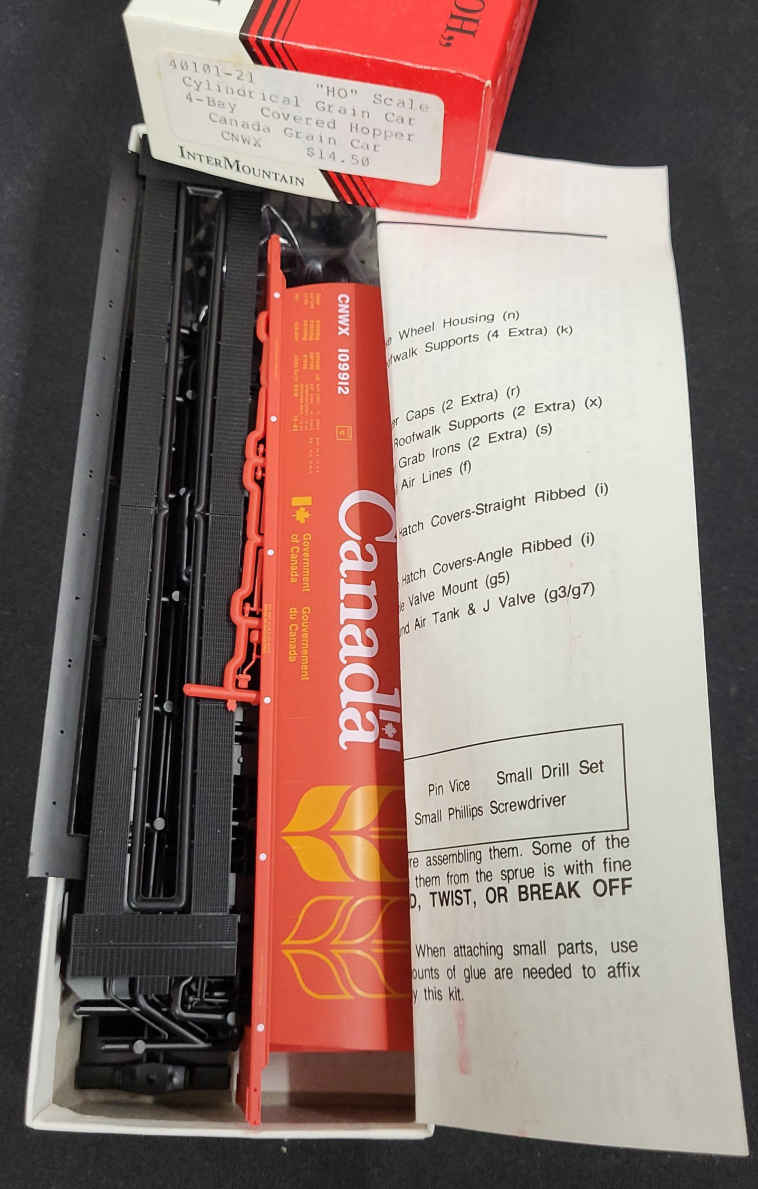 "HO"
40101-21 "HO" Scale
Cylindrical Grain Car
4-Bay Covered Hopper
Canada Grain Car
CNWX $14.50
INTERMOUNTAIN
CNWX 109912
Canada
Government
of Canada
Gouvernement
du Canada
Wheel Housing (n)
Supports (4 Extra) (k)
Caps (2 Extra) (r)
Roofwalk Supports (2 Extra) (x)
Grab Irons (2 Extra) (s)
Air Lines (f)
Hatch Covers-Straight Ribbed (i)
Hatch Covers-Angle Ribbed (i)
Valve Mount (g5)
Air Tank & J Valve (g3/g7)
Pin Vice Small Drill Set
Small Phillips Screwdriver
re assembling them. Some of the
them from the sprue is with fine
D, TWIST, OR BREAK OFF
When attaching small parts, use
ounts of glue are needed to affix
y this kit.